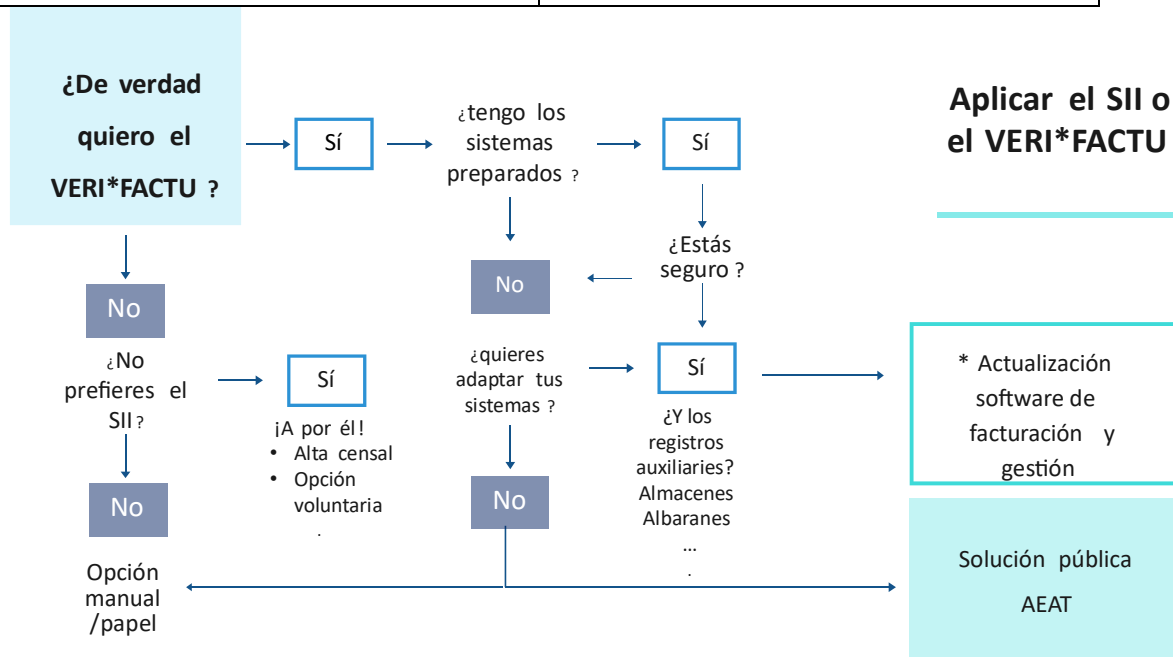 ¿De verdad
quiero el
VERI*FACTU ?
Sí
¿tengo los
sistemas
preparados ?
Sí
Aplicar el SII o
el VERI*FACTU
¿Estás
seguro ?
No
No
¿No
prefieres el
SII ?
Sí
¡A por él!
• Alta censal
• Opción
voluntaria
.
¿quieres
adaptar tus
sistemas ?
Sí
¿Y los
registros
auxiliaries?
Almacenes
Albaranes
...
.
* Actualización
software de
facturación y
gestión
No
No
Opción
manual
/papel
Solución pública
AEAT